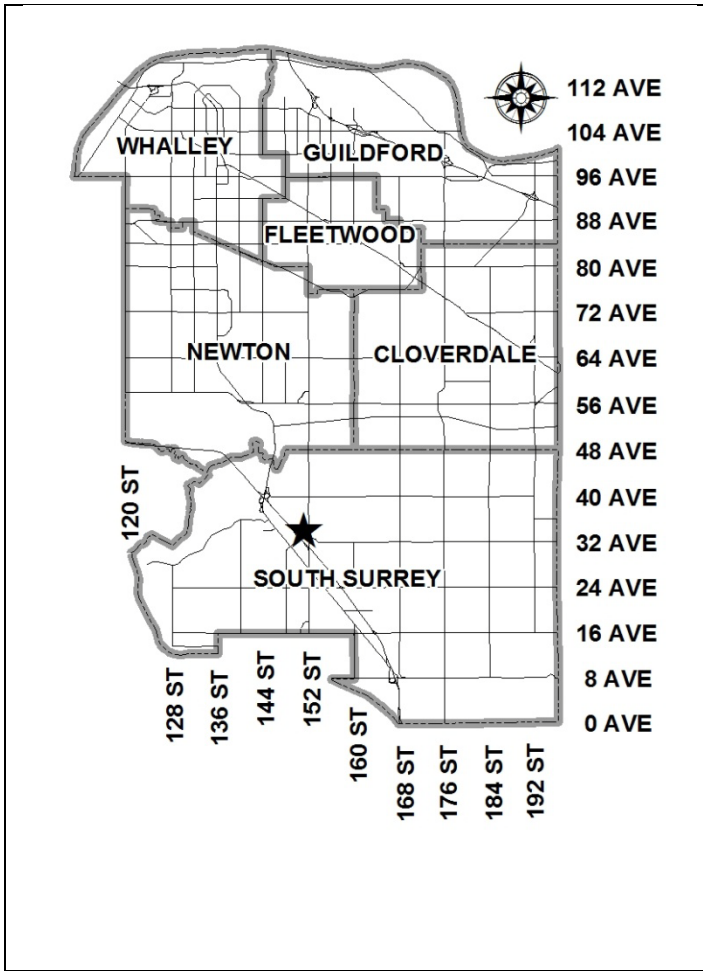 112 AVE
104 AVE
WHALLEY
GUILDFORD
96 AVE
88 AVE
FLEETWOOD
80 AVE
72 AVE
NEWTON
CLOVERDALE
64 AVE
56 AVE
48 AVE
120 ST
40 AVE
32 AVE
SOUTH SURREY
24 AVE
16 AVE
128 ST
136 ST
144 ST
152 ST
8 AVE
160 ST
0 AVE
168 ST
176 ST
184 ST
192 ST